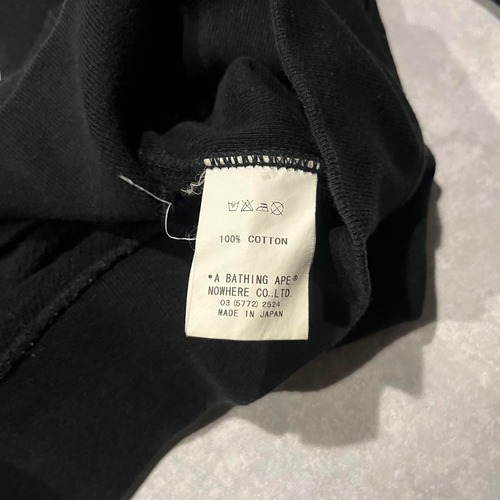 100% COTTON
*A BATHING APE®
NOWHERE CO.,LTD.
03 (5772) 2524
MADE IN JAPAN